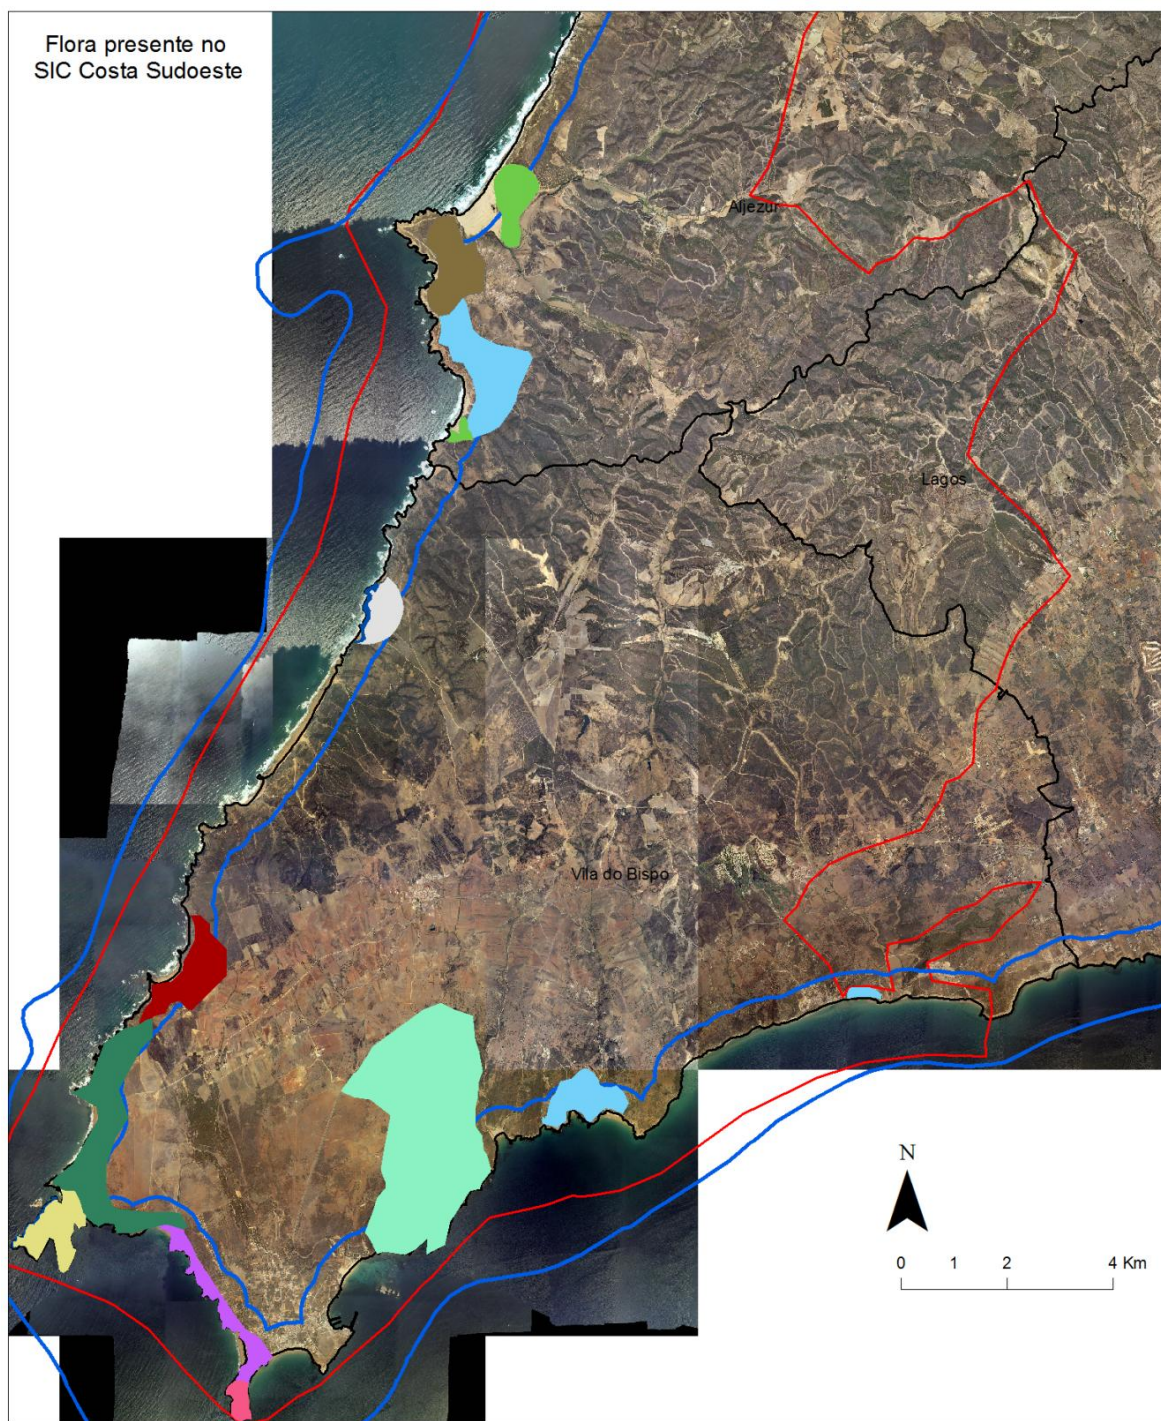 Flora presente no
SIC Costa Sudoeste
Aljezur
Lagos
Vila do Bispo
N
0 1 2 4 Km